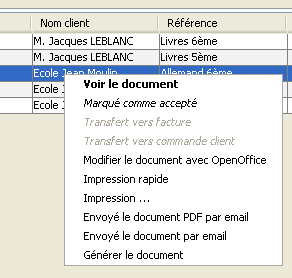 Nom client Référence
M. Jacques LEBLANC Livres 6ème
M. Jacques LEBLANC Livres 5ème
Ecole Jean Moulin Allemand 6ème
Ecole J
Ecole J
Voir le document
Marqué comme accepté
Transfert vers facture
Transfert vers commande client
Modifier le document avec OpenOffice
Impression rapide
Impression ...
Envoyé le document PDF par email
Envoyé le document par email
Générer le document